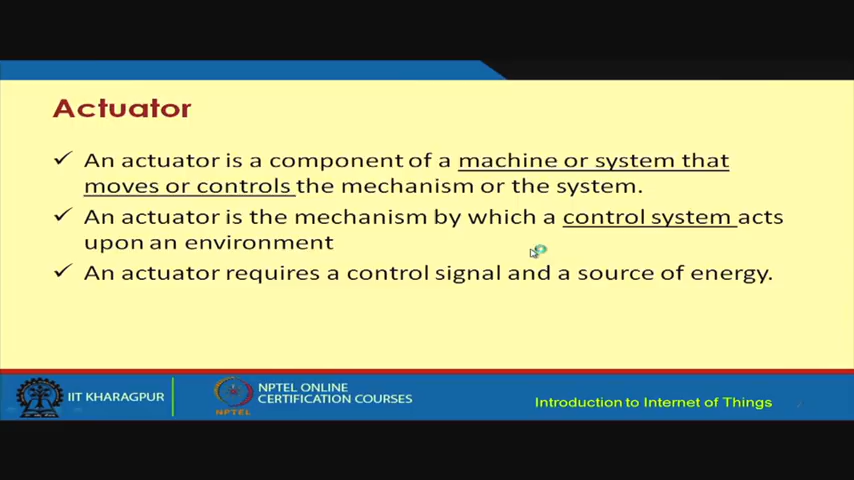 Actuator
✓ An actuator is a component of a machine or system that
moves or controls the mechanism or the system.
✓ An actuator is the mechanism by which a control system acts
upon an environment
✓ An actuator requires a control signal and a source of energy.
IIT KHARAGPUR
NPTEL
NPTEL ONLINE
CERTIFICATION COURSES
Introduction to Internet of Things